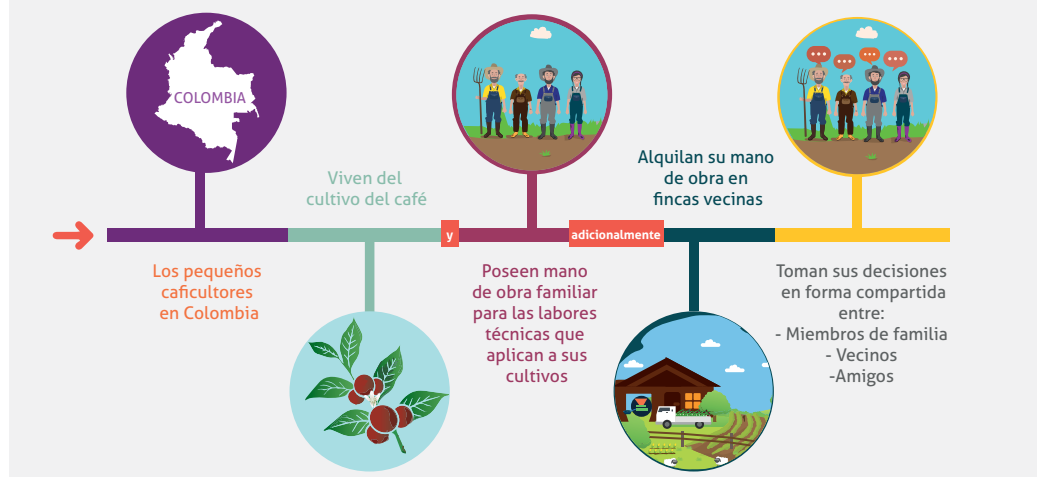 COLOMBIA
Los pequeños
caficultores
en Colombia
Viven del
cultivo del café
y
Poseen mano
de obra familiar
para las labores
técnicas que
aplican a sus
cultivos
adicionalmente
Alquilan su mano
de obra en
fincas vecinas
Toman sus decisiones
en forma compartida
entre:
- Miembros de familia
- Vecinos
-Amigos